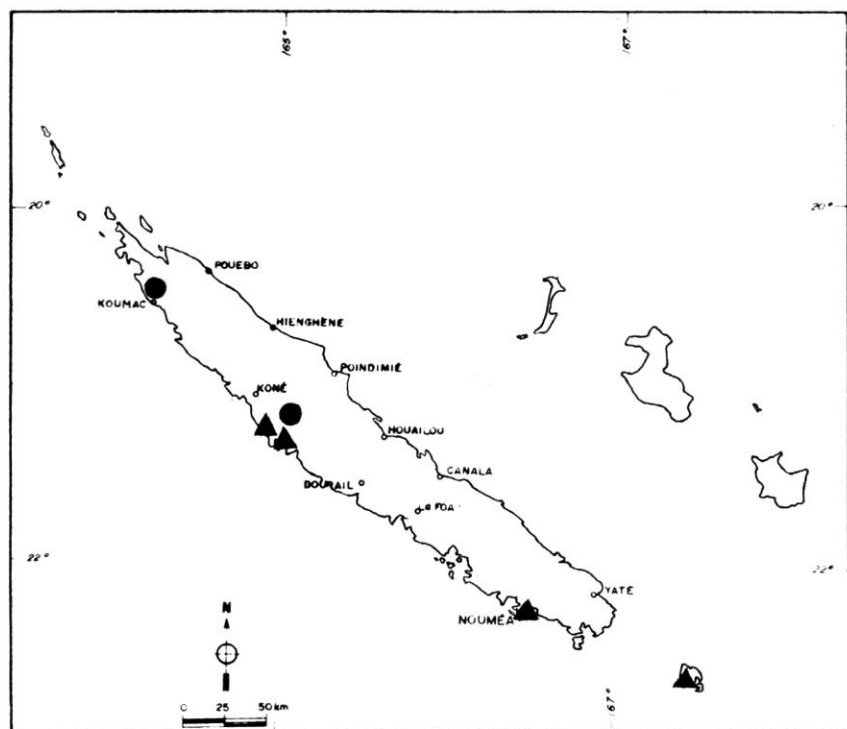 165°
167°
20°
20°
POUEBO
KOUMAC
HIENGHÈNE
POINDIMIÉ
KONÉ
HOUAILOU
CANALA
BOURAIL
La FOA
22°
22°
YATE
NOUMÉA
N
0 25 50 km
167°